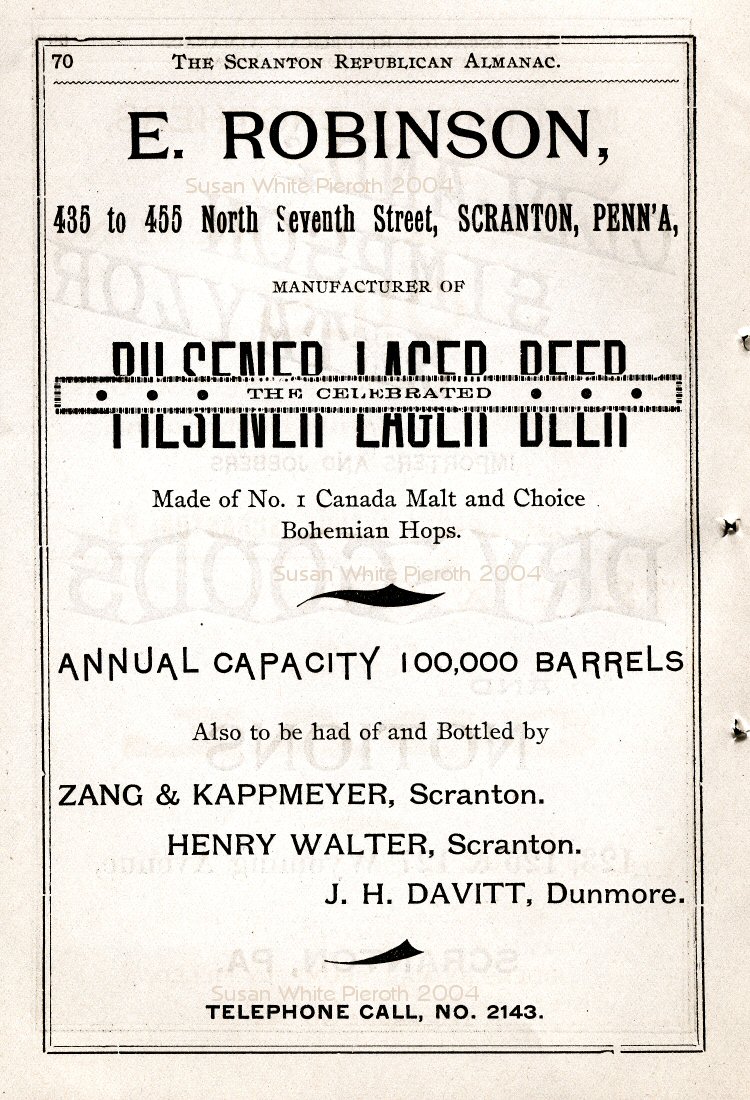 70 THE SCRANTON REPUBLICAN ALMANAC.
E. ROBINSON,
Susan White Pieroth 2004
435 to 455 North Seventh Street, SCRANTON, PENN'A,
MANUFACTURER OF
THE CELEBRATED
PILSENER LAGER BEER
Made of No. 1 Canada Malt and Choice
Bohemian Hops.
Susan White Pieroth 2004
ANNUAL CAPACITY 100,000 BARRELS
Also to be had of and Bottled by
ZANG & KAPPMEYER, Scranton.
HENRY WALTER, Scranton.
J. H. DAVITT, Dunmore.
Susan White Pieroth 2004
TELEPHONE CALL, NO. 2143.